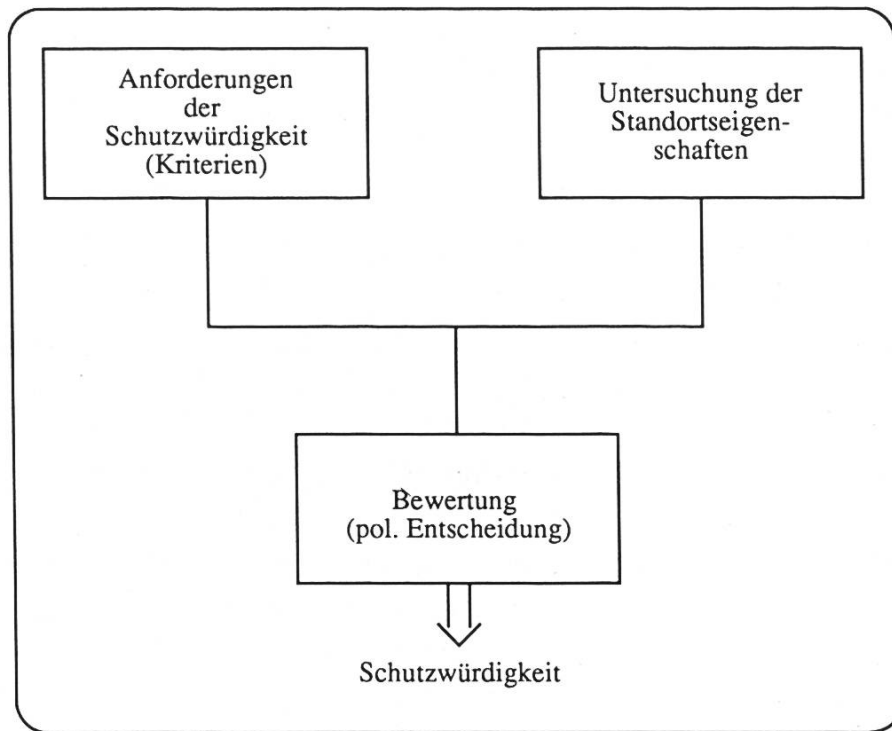 Anforderungen
der
Schutzwürdigkeit
(Kriterien)
Untersuchung der
Standortseigen-
schaften
Bewertung
(pol. Entscheidung)
Schutzwürdigkeit